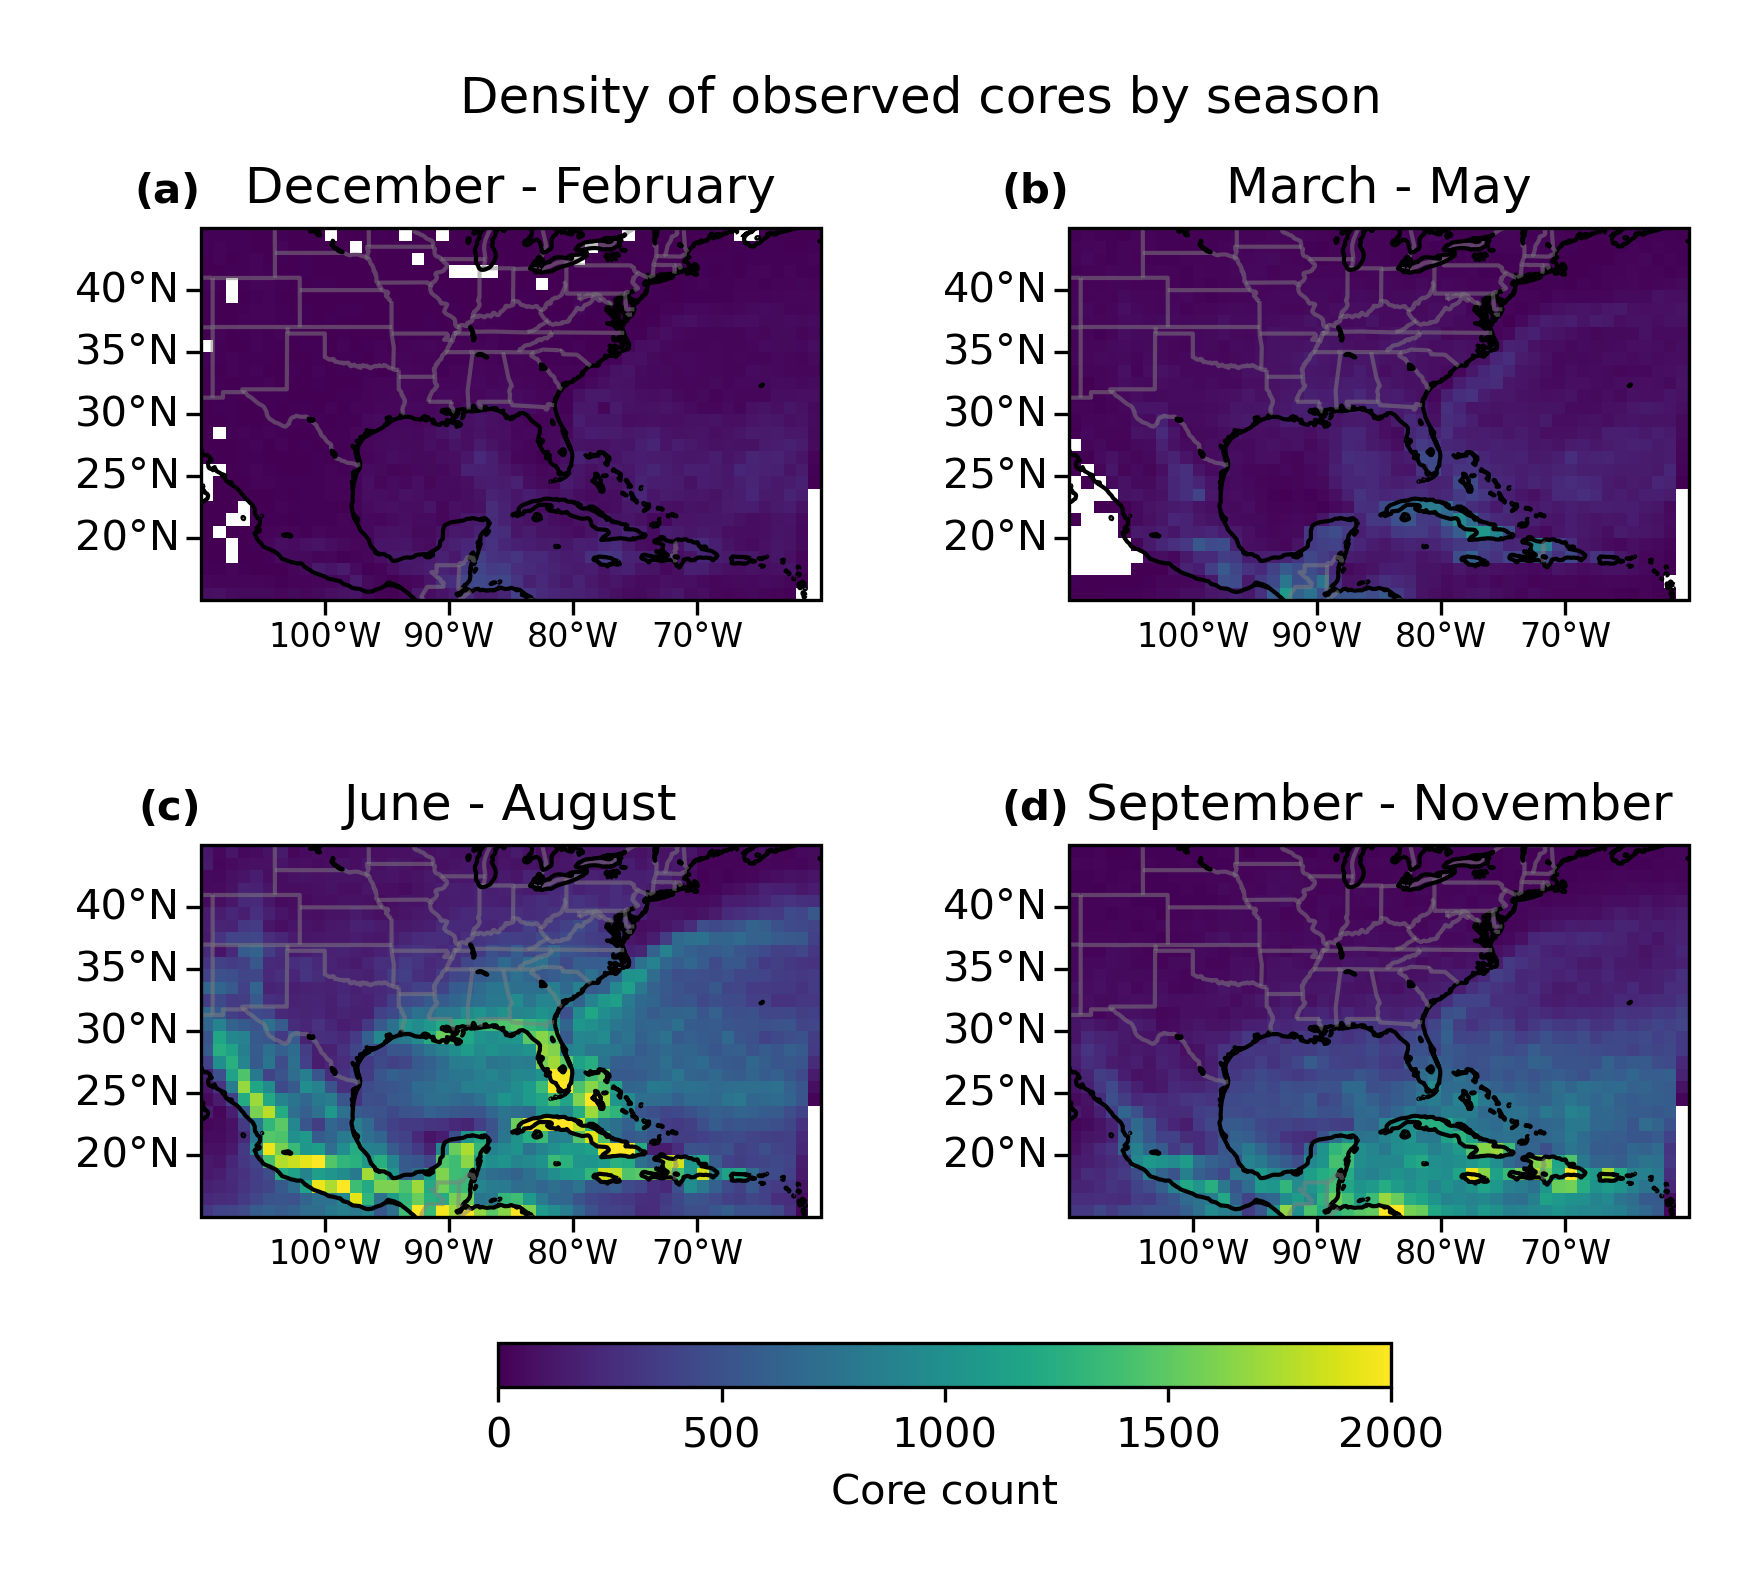 Density of observed cores by season
(a) December - February
(b) March - May
40°N
35°N
30°N
25°N
20°N
100°W 90°W 80°W 70°W
40°N
35°N
30°N
25°N
20°N
100°W 90°W 80°W 70°W
(c) June - August
(d) September - November
40°N
35°N
30°N
25°N
20°N
100°W 90°W 80°W 70°W
40°N
35°N
30°N
25°N
20°N
100°W 90°W 80°W 70°W
0 500 1000 1500 2000
Core count